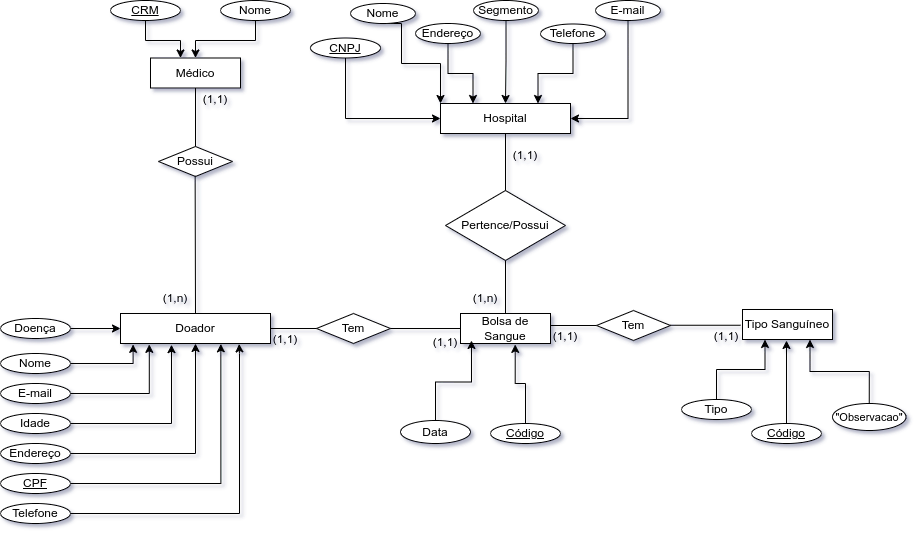 CRM
Nome
Nome
Segmento
E-mail
Endereço
Telefone
CNPJ
Médico
(1,1)
Hospital
(1,1)
Possui
Pertence/Possui
(1,n)
(1,n)
Doença
Doador
(1,1)
Tem
(1,1)
Bolsa de
Sangue
(1,1)
Tem
(1,1)
Tipo Sanguíneo
Nome
E-mail
Idade
Endereço
CPF
Telefone
Data
Código
Tipo
Código
"Observacao"